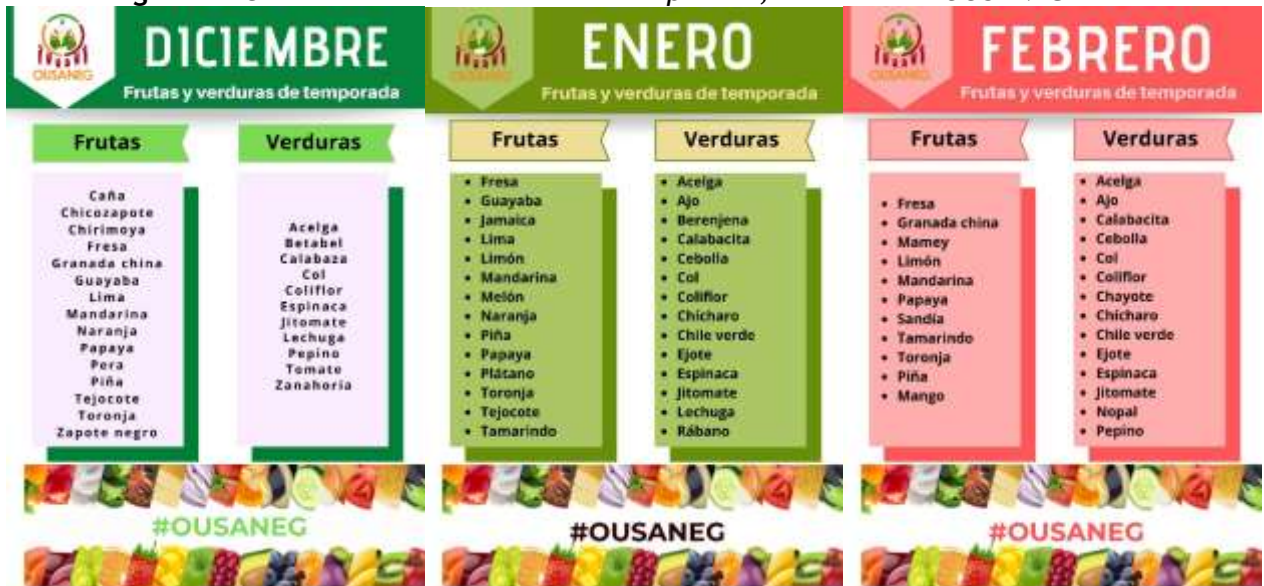 OUSANEG
DICIEMBRE
Frutas y verduras de temporada
Frutas
Caña
Chicozapote
Chirimoya
Fresa
Granada china
Guayaba
Lima
Mandarina
Naranja
Papaya
Pera
Piña
Tejocote
Toronja
Zapote negro
Verduras
Acelga
Betabel
Calabaza
Col
Coliflor
Espinaca
Jitomate
Lechuga
Pepino
Tomate
Zanahoria
#OUSANEG
OUSANEG
ENERO
Frutas y verduras de temporada
Frutas
• Fresa
• Guayaba
• Jamaica
• Lima
• Limón
• Mandarina
• Melón
• Naranja
• Piña
• Papaya
• Plátano
• Toronja
• Tejocote
• Tamarindo
Verduras
• Acelga
• Ajo
• Berenjena
• Calabacita
• Cebolla
• Col
• Coliflor
• Chícharo
• Chile verde
• Ejote
• Espinaca
• Jitomate
• Lechuga
• Rábano
#OUSANEG
OUSANEG
FEBRERO
Frutas y verduras de temporada
Frutas
• Fresa
• Granada china
• Mamey
• Limón
• Mandarina
• Papaya
• Sandía
• Tamarindo
• Toronja
• Piña
• Mango
Verduras
• Acelga
• Ajo
• Calabacita
• Cebolla
• Col
• Coliflor
• Chayote
• Chícharo
• Chile verde
• Ejote
• Espinaca
• Jitomate
• Nopal
• Pepino
#OUSANEG